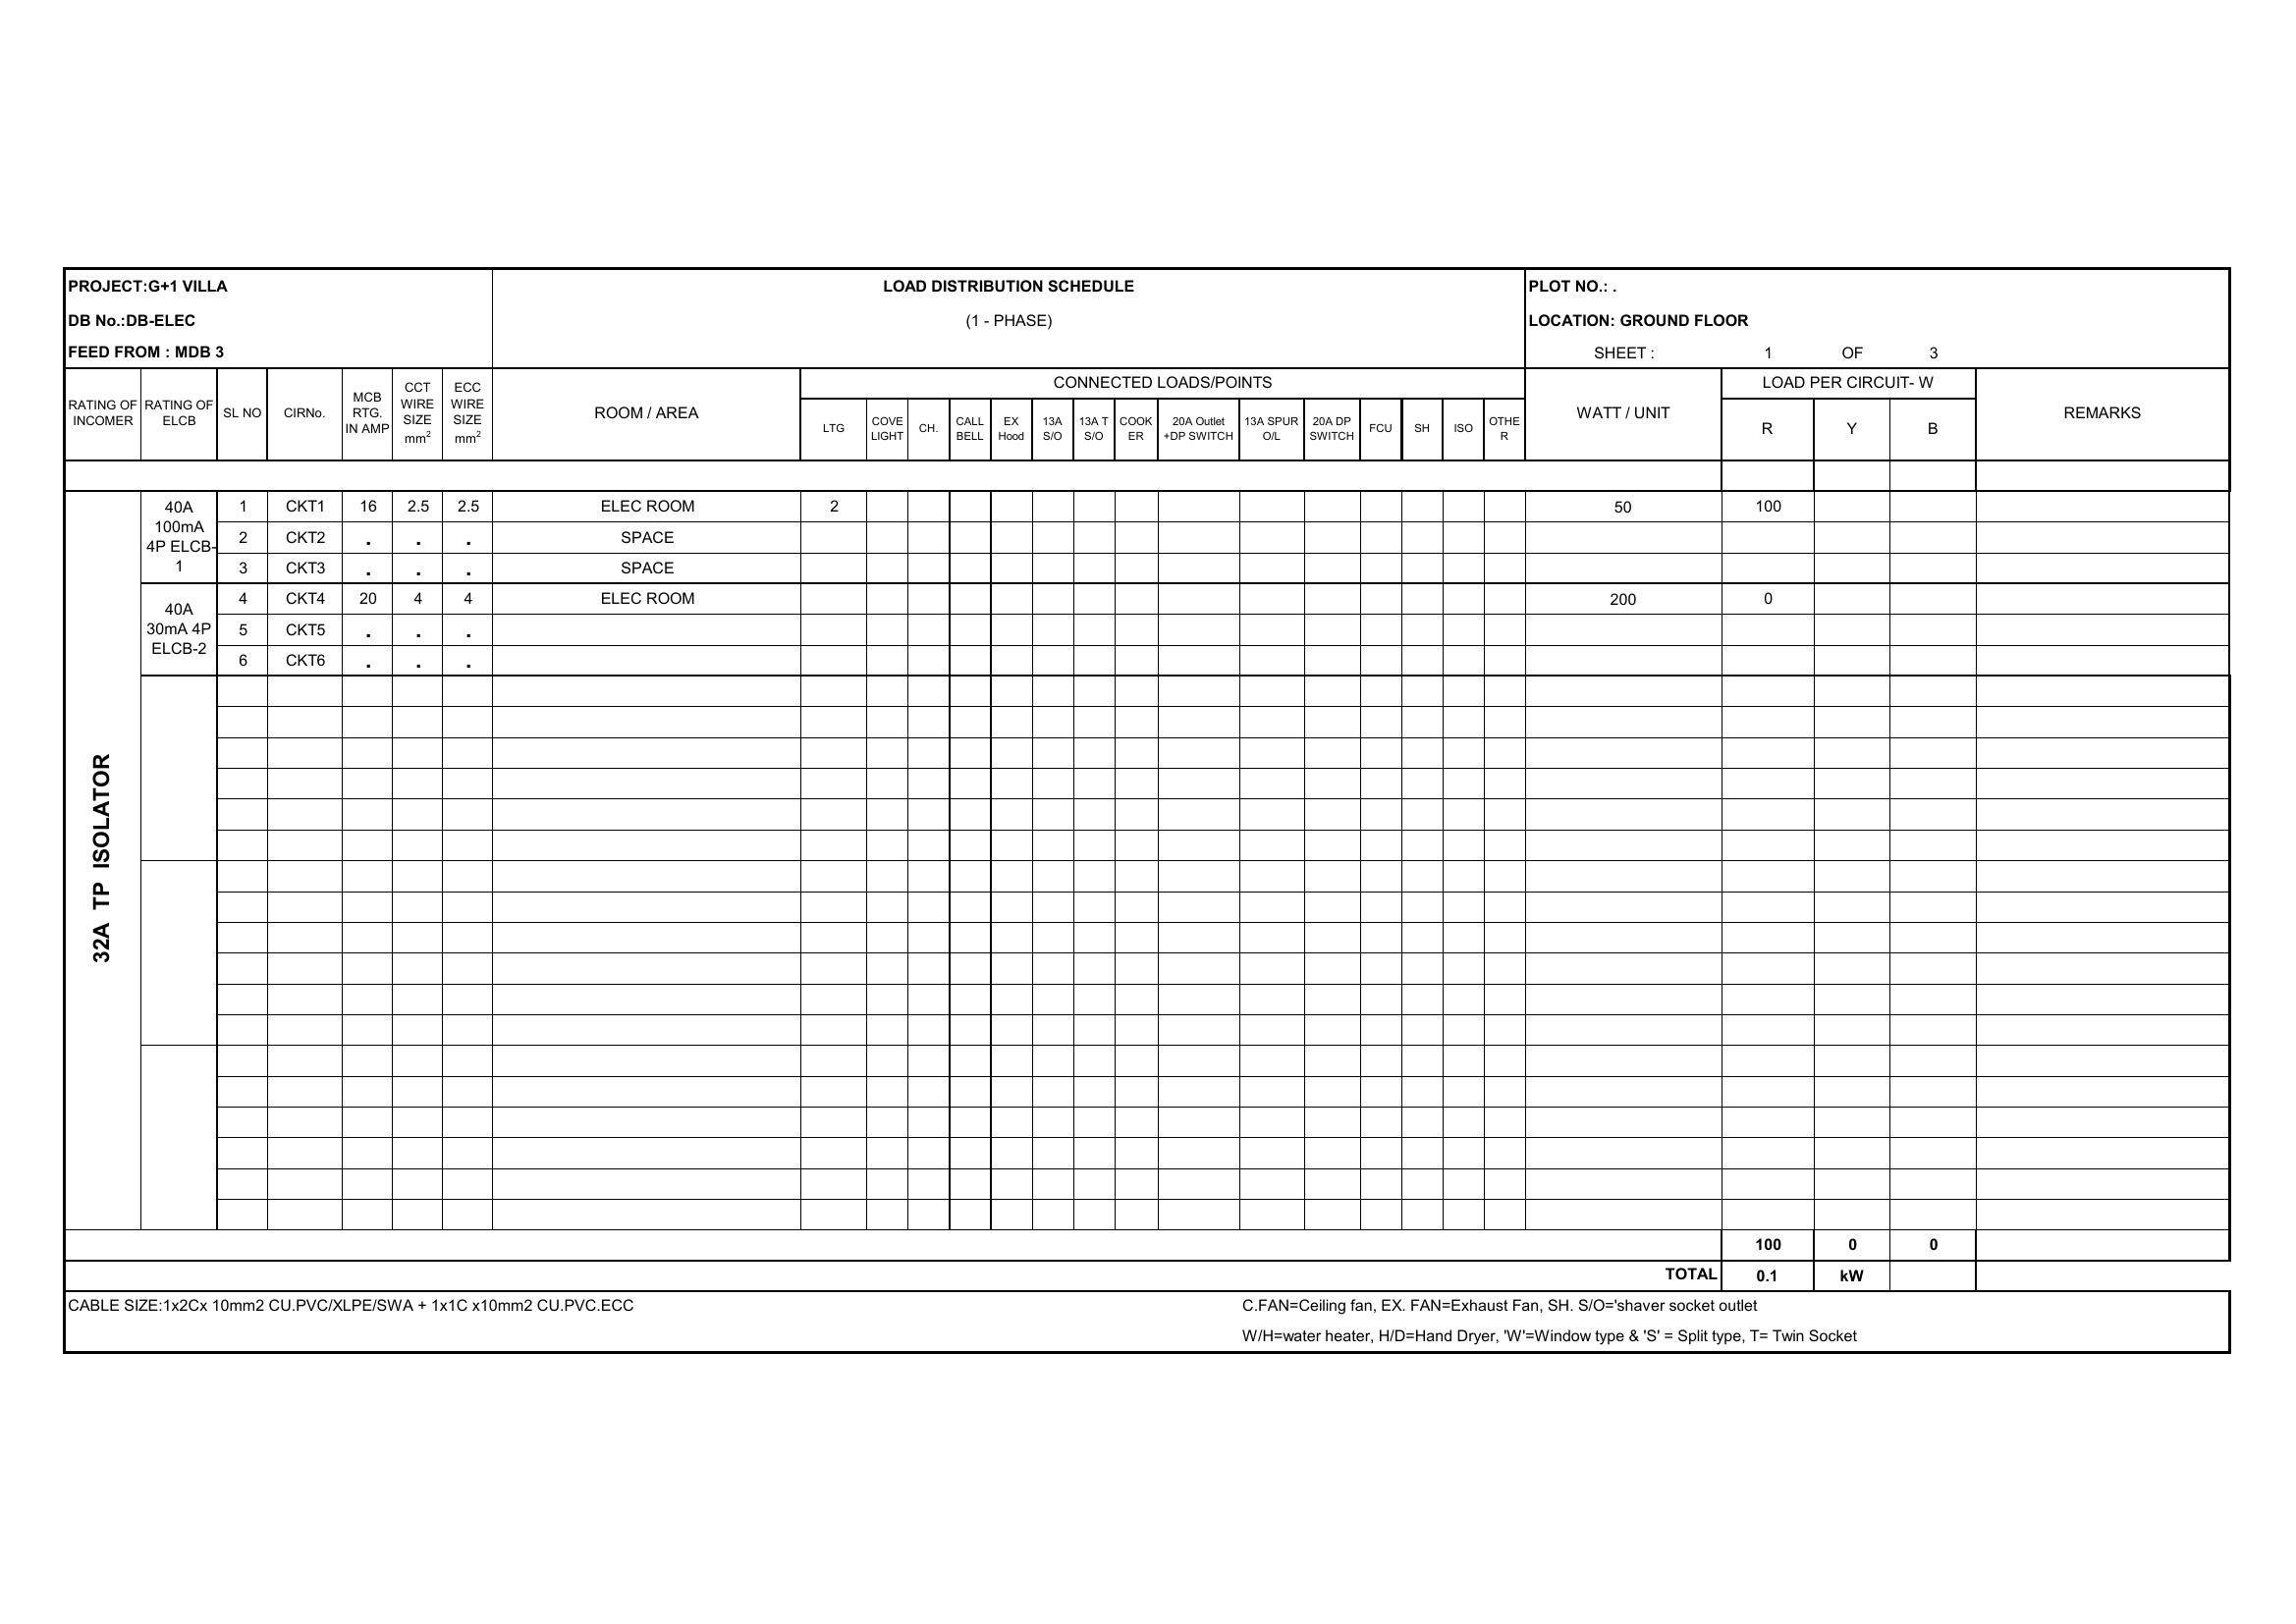 PROJECT:G+1 VILLA
LOAD DISTRIBUTION SCHEDULE
PLOT NO.: .
DB No.:DB-ELEC
(1 - PHASE)
LOCATION: GROUND FLOOR
FEED FROM : MDB 3
SHEET : 1 OF 3
RATING OF INCOMER
RATING OF ELCB
SL NO
CIRNo.
MCB RTG. IN AMP
CCT WIRE SIZE mm²
ECC WIRE SIZE mm²
ROOM / AREA
CONNECTED LOADS/POINTS
LTG
COVE LIGHT
CH.
CALL BELL
EX Hood
13A S/O
13A T S/O
COOK ER
20A Outlet +DP SWITCH
13A SPUR O/L
20A DP SWITCH
FCU
SH
ISO
OTHE R
WATT / UNIT
LOAD PER CIRCUIT- W
R Y B
REMARKS
32A TP ISOLATOR
40A
100mA
4P ELCB-
1
1 CKT1 16 2.5 2.5 ELEC ROOM 2 50 100
2 CKT2 . . . SPACE
3 CKT3 . . . SPACE
40A
30mA 4P
ELCB-2
4 CKT4 20 4 4 ELEC ROOM 200 0
5 CKT5 . . .
6 CKT6 . . .
100 0 0
TOTAL 0.1 kW
CABLE SIZE:1x2Cx 10mm2 CU.PVC/XLPE/SWA + 1x1C x10mm2 CU.PVC.ECC
C.FAN=Ceiling fan, EX. FAN=Exhaust Fan, SH. S/O='shaver socket outlet
W/H=water heater, H/D=Hand Dryer, 'W'=Window type & 'S' = Split type, T= Twin Socket